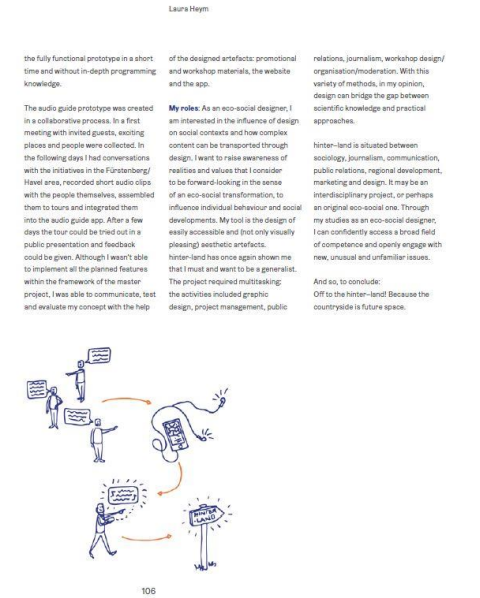 Laura Heym
the fully functional prototype in a short
time and without in-depth programming
knowledge.
The audio guide prototype was created
in a collaborative process. In a first
meeting with invited guests, exciting
places and people were collected. In
the following days I had conversations
with the initiatives in the Fürstenberg/
Havel area, recorded short audio clips
with the people themselves, assembled
them to tours and integrated them
into the audio guide app. After a few
days the tour could be tried out in a
public presentation and feedback
could be given. Although I wasn't able
to implement all the planned features
within the framework of the master
project, I was able to communicate, test
and evaluate my concept with the help
of the designed artefacts: promotional
and workshop materials, the website
and the app.
My roles: As an eco-social designer, I
am interested in the influence of design
on social contexts and how complex
content can be transported through
design. I want to raise awareness of
realities and values that I consider
to be forward-looking in the sense
of an eco-social transformation, to
influence individual behaviour and social
developments. My tool is the design of
easily accessible and (not only visually
pleasing) aesthetic artefacts.
hinter-land has once again shown me
that I must and want to be a generalist.
The project required multitasking:
the activities included graphic
design, project management, public
relations, journalism, workshop design/
organisation/moderation. With this
variety of methods, in my opinion,
design can bridge the gap between
scientific knowledge and practical
approaches.
hinter–land is situated between
sociology, journalism, communication,
public relations, regional development,
marketing and design. It may be an
interdisciplinary project, or perhaps
an original eco-social one. Through
my studies as an eco-social designer,
I can confidently access a broad field
of competence and openly engage with
new, unusual and unfamiliar issues.
And so, to conclude:
Off to the hinter–land! Because the
countryside is future space.
HINTER
LAND
106